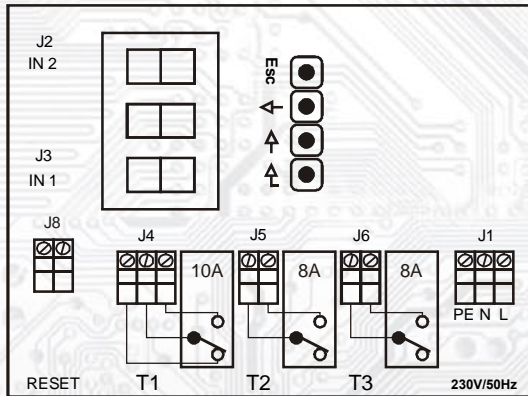 J2
IN 2
Esc
J3
IN 1
J8
J4
J5
J6
J1
10A
8A
8A
PE N L
RESET
T1
T2
T3
230V/50Hz